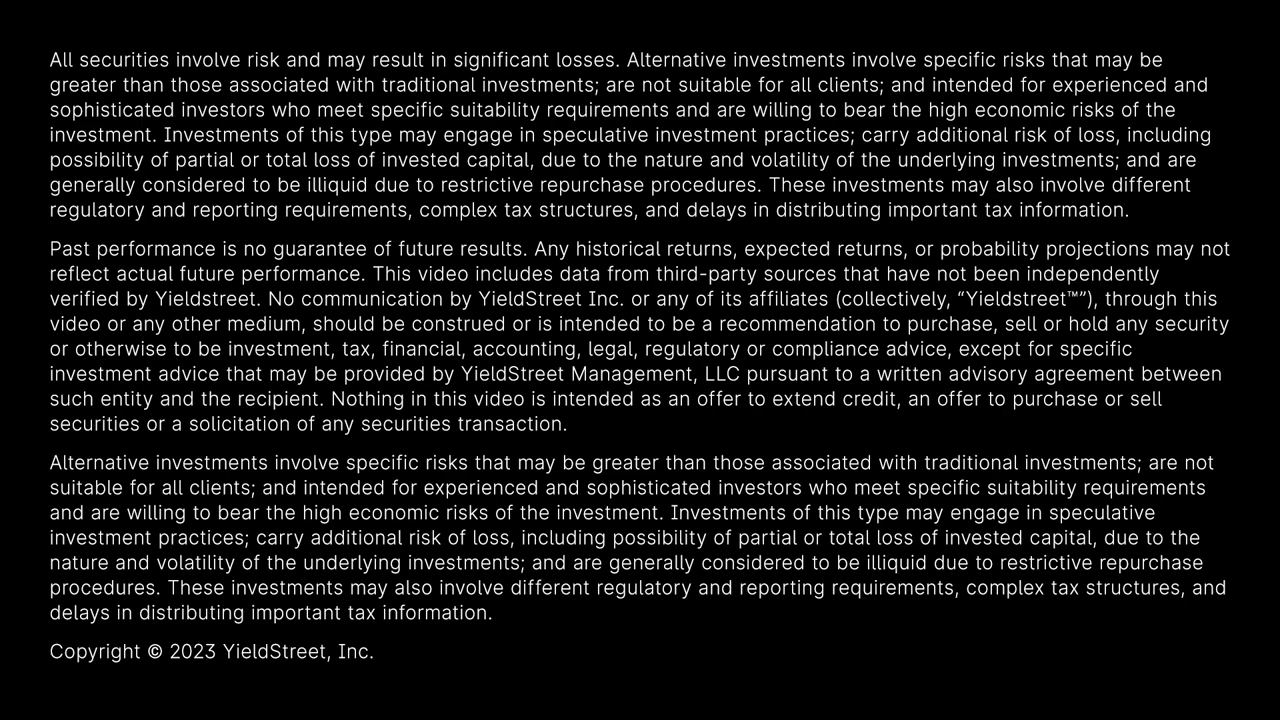 All securities involve risk and may result in significant losses. Alternative investments involve specific risks that may be
greater than those associated with traditional investments; are not suitable for all clients; and intended for experienced and
sophisticated investors who meet specific suitability requirements and are willing to bear the high economic risks of the
investment. Investments of this type may engage in speculative investment practices; carry additional risk of loss, including
possibility of partial or total loss of invested capital, due to the nature and volatility of the underlying investments; and are
generally considered to be illiquid due to restrictive repurchase procedures. These investments may also involve different
regulatory and reporting requirements, complex tax structures, and delays in distributing important tax information.
Past performance is no guarantee of future results. Any historical returns, expected returns, or probability projections may not
reflect actual future performance. This video includes data from third-party sources that have not been independently
verified by Yieldstreet. No communication by YieldStreet Inc. or any of its affiliates (collectively, “Yieldstreet™”), through this
video or any other medium, should be construed or is intended to be a recommendation to purchase, sell or hold any security
or otherwise to be investment, tax, financial, accounting, legal, regulatory or compliance advice, except for specific
investment advice that may be provided by YieldStreet Management, LLC pursuant to a written advisory agreement between
such entity and the recipient. Nothing in this video is intended as an offer to extend credit, an offer to purchase or sell
securities or a solicitation of any securities transaction.
Alternative investments involve specific risks that may be greater than those associated with traditional investments; are not
suitable for all clients; and intended for experienced and sophisticated investors who meet specific suitability requirements
and are willing to bear the high economic risks of the investment. Investments of this type may engage in speculative
investment practices; carry additional risk of loss, including possibility of partial or total loss of invested capital, due to the
nature and volatility of the underlying investments; and are generally considered to be illiquid due to restrictive repurchase
procedures. These investments may also involve different regulatory and reporting requirements, complex tax structures, and
delays in distributing important tax information.
Copyright © 2023 YieldStreet, Inc.